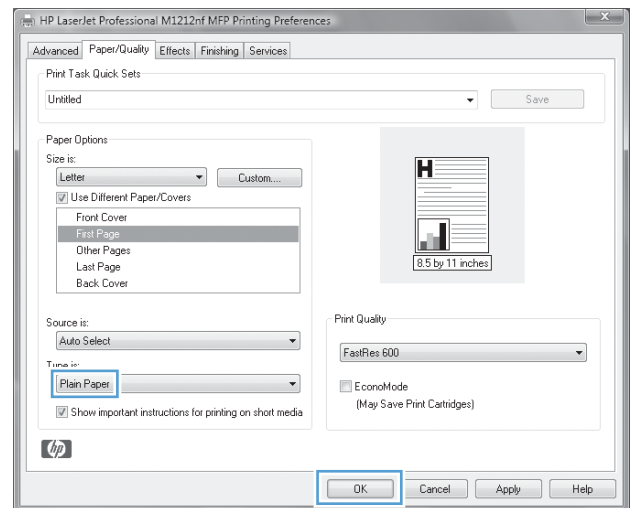 HP LaserJet Professional M1212nf MFP Printing Preferences
Advanced Paper/Quality Effects Finishing Services
Print Task Quick Sets
Untitled
Save
Paper Options
Size is:
Letter
Custom....
Use Different Paper/Covers
Front Cover
First Page
Other Pages
Last Page
Back Cover
H
8.5 by 11 inches
Source is:
Auto Select
Type is:
Plain Paper
Show important instructions for printing on short media
Print Quality
FastRes 600
EconoMode
(May Save Print Cartridges)
hp
OK Cancel Apply Help